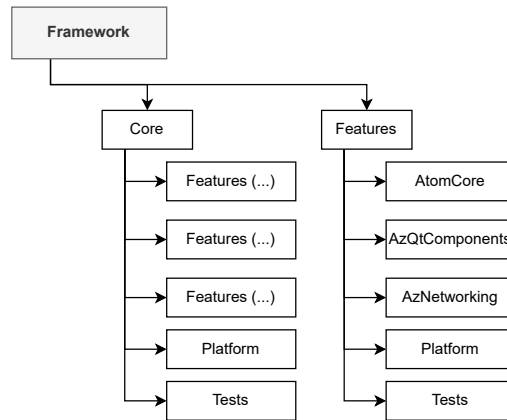 Framework
Core
Features
Features (...)
AtomCore
Features (...)
AzQtComponents
Features (...)
AzNetworking
Platform
Platform
Tests
Tests